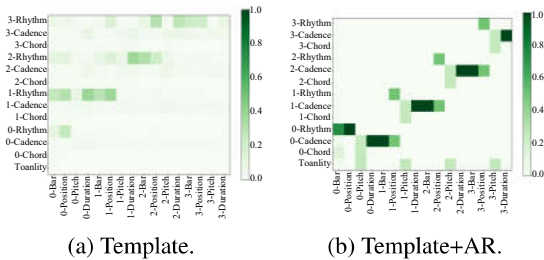 3-Rhythm
3-Cadence
3-Chord
2-Rhythm
2-Cadence
2-Chord
1-Rhythm
1-Cadence
1-Chord
0-Rhythm
0-Cadence
0-Chord
Toanlity
0-Bar
0-Position
0-Pitch
0-Duration
1-Bar
1-Position
1-Pitch
1-Duration
2-Bar
2-Position
2-Pitch
2-Duration
3-Bar
3-Position
3-Pitch
3-Duration
1.0
0.8
0.6
0.4
0.2
0.0
(a) Template.
3-Rhythm
3-Cadence
3-Chord
2-Rhythm
2-Cadence
2-Chord
1-Rhythm
1-Cadence
1-Chord
0-Rhythm
0-Cadence
0-Chord
Toanlity
0-Bar
0-Position
0-Pitch
0-Duration
1-Bar
1-Position
1-Pitch
1-Duration
2-Bar
2-Position
2-Pitch
2-Duration
3-Bar
3-Position
3-Pitch
3-Duration
1.0
0.8
0.6
0.4
0.2
0.0
(b) Template+AR.